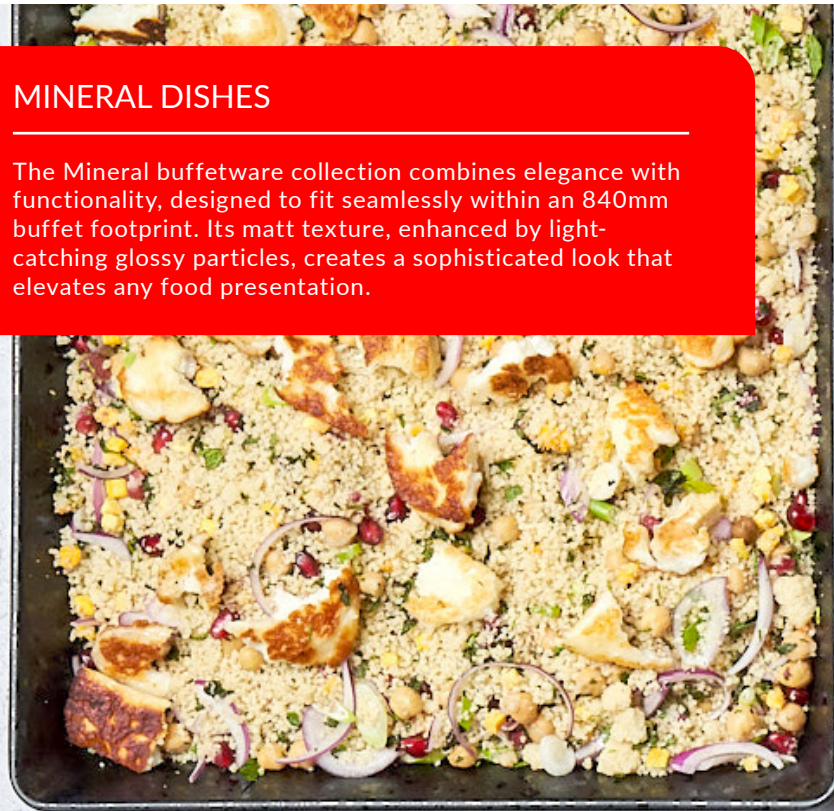 MINERAL DISHES
The Mineral buffetware collection combines elegance with
functionality, designed to fit seamlessly within an 840mm
buffet footprint. Its matt texture, enhanced by light-
catching glossy particles, creates a sophisticated look that
elevates any food presentation.